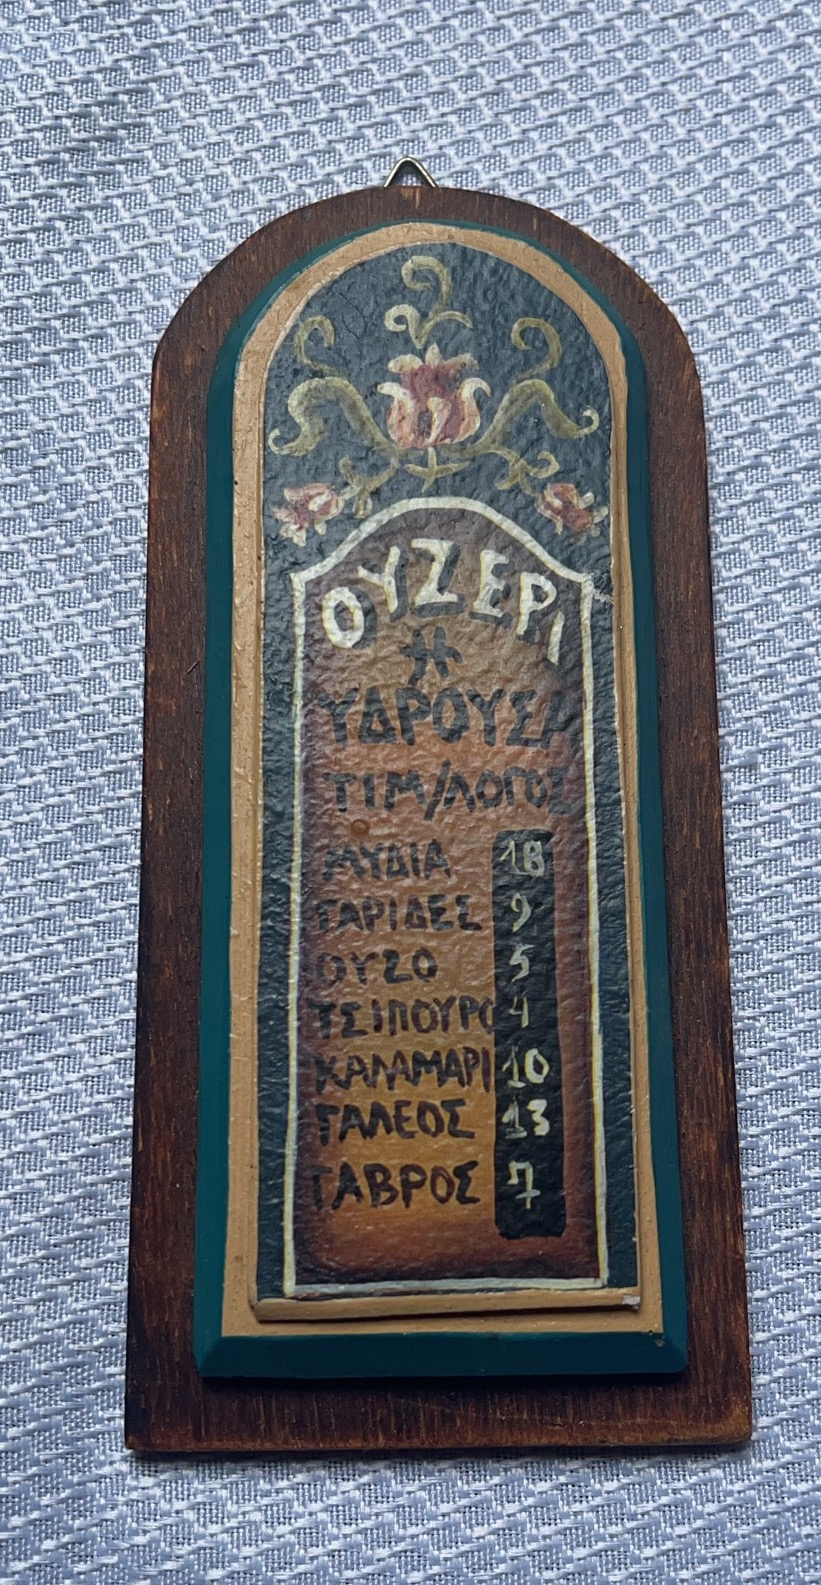 ΟΥΖΕΡΙ
Η
ΥΔΡΟΥΣΑ
ΤΙΜ/ΛΟΓΟΣ
ΜΥΔΙΑ 18
ΓΑΡΙΔΕΣ 9
ΟΥΖΟ 5
ΤΣΙΠΟΥΡΟ 4
ΚΑΛΑΜΑΡΙ 10
ΓΑΛΕΟΣ 13
ΓΑΒΡΟΣ 7